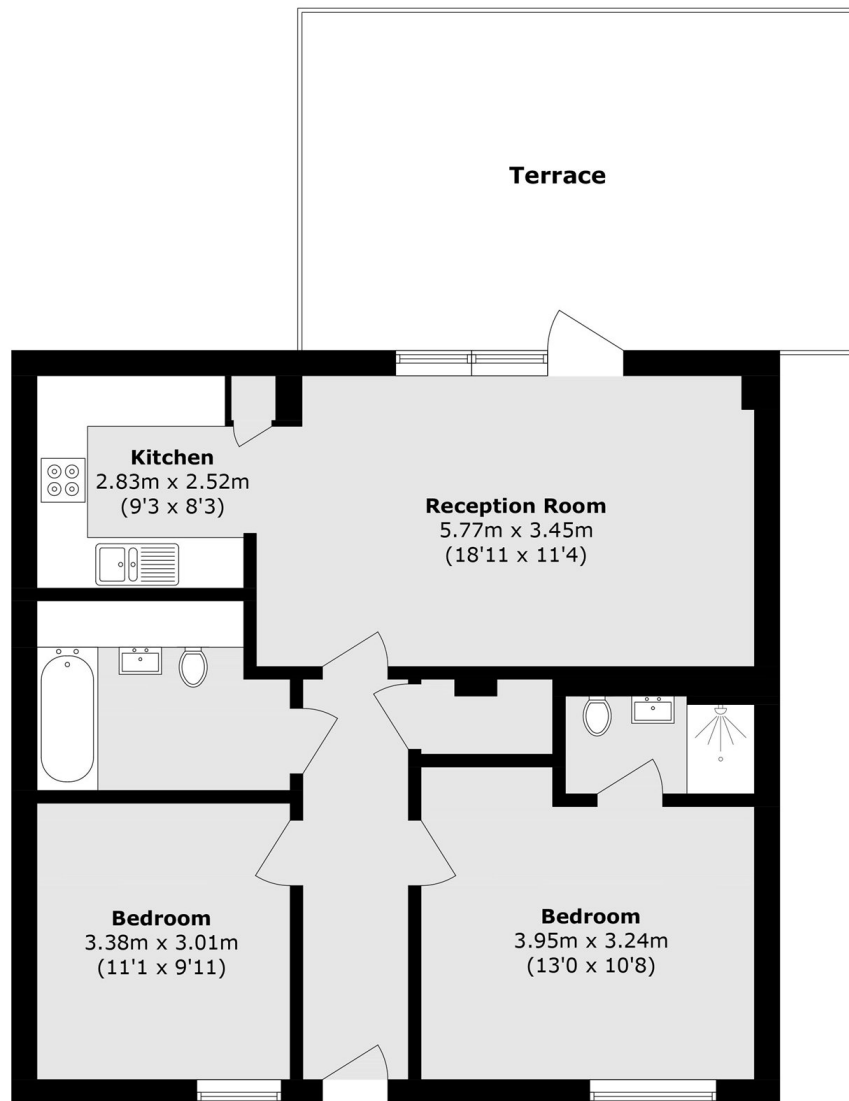 Terrace
Kitchen
2.83m x 2.52m
(9'3 x 8'3)
Reception Room
5.77m x 3.45m
(18'11 x 11'4)
Bedroom
3.38m x 3.01m
(11'1 x 9'11)
Bedroom
3.95m x 3.24m
(13'0 x 10'8)